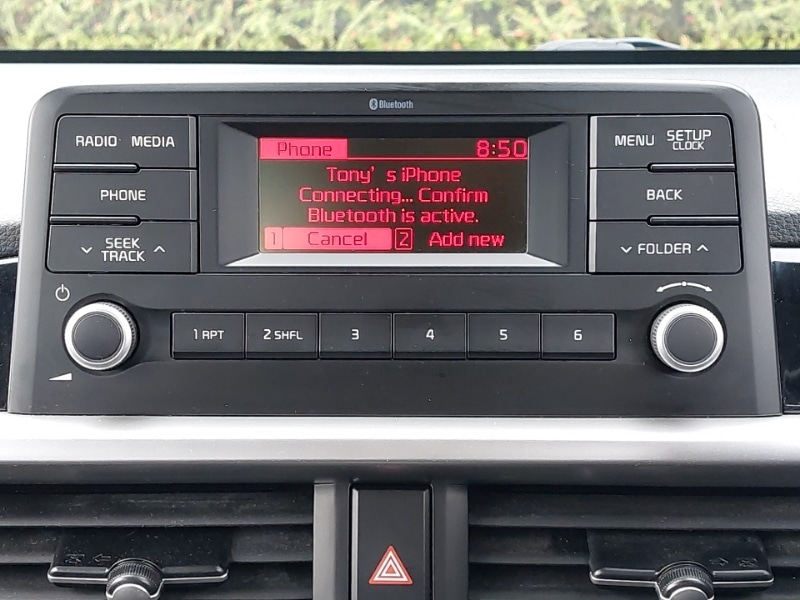 Bluetooth
RADIO MEDIA
PHONE
SEEK
TRACK
Phone 8:50
Tony's iPhone
Connecting... Confirm
Bluetooth is active.
1 Cancel 2 Add new
MENU SETUP
CLOCK
BACK
FOLDER
1 RPT 2 SHFL 3 4 5 6